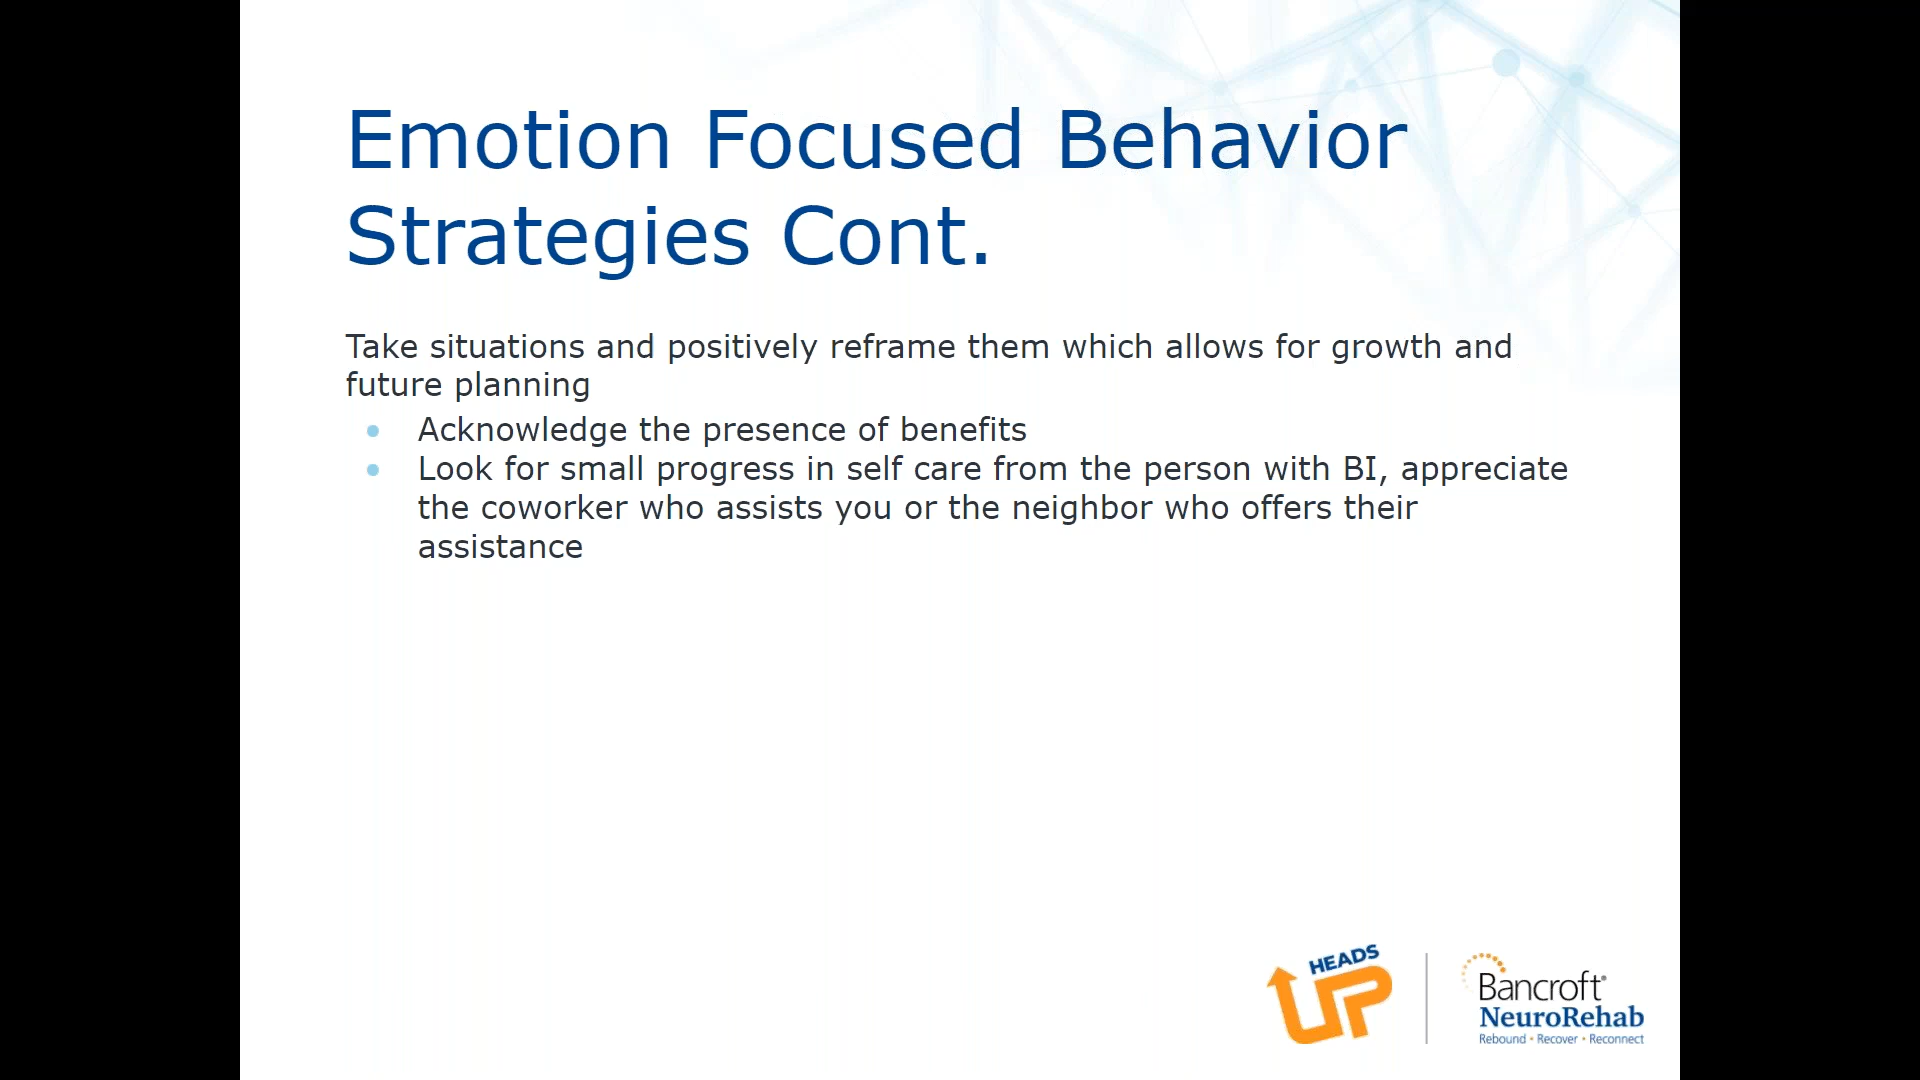 Emotion Focused Behavior
Strategies Cont.
Take situations and positively reframe them which allows for growth and
future planning
• Acknowledge the presence of benefits
• Look for small progress in self care from the person with BI, appreciate
the coworker who assists you or the neighbor who offers their
assistance
HEADS
UP
Bancroft®
NeuroRehab
Rebound • Recover • Reconnect